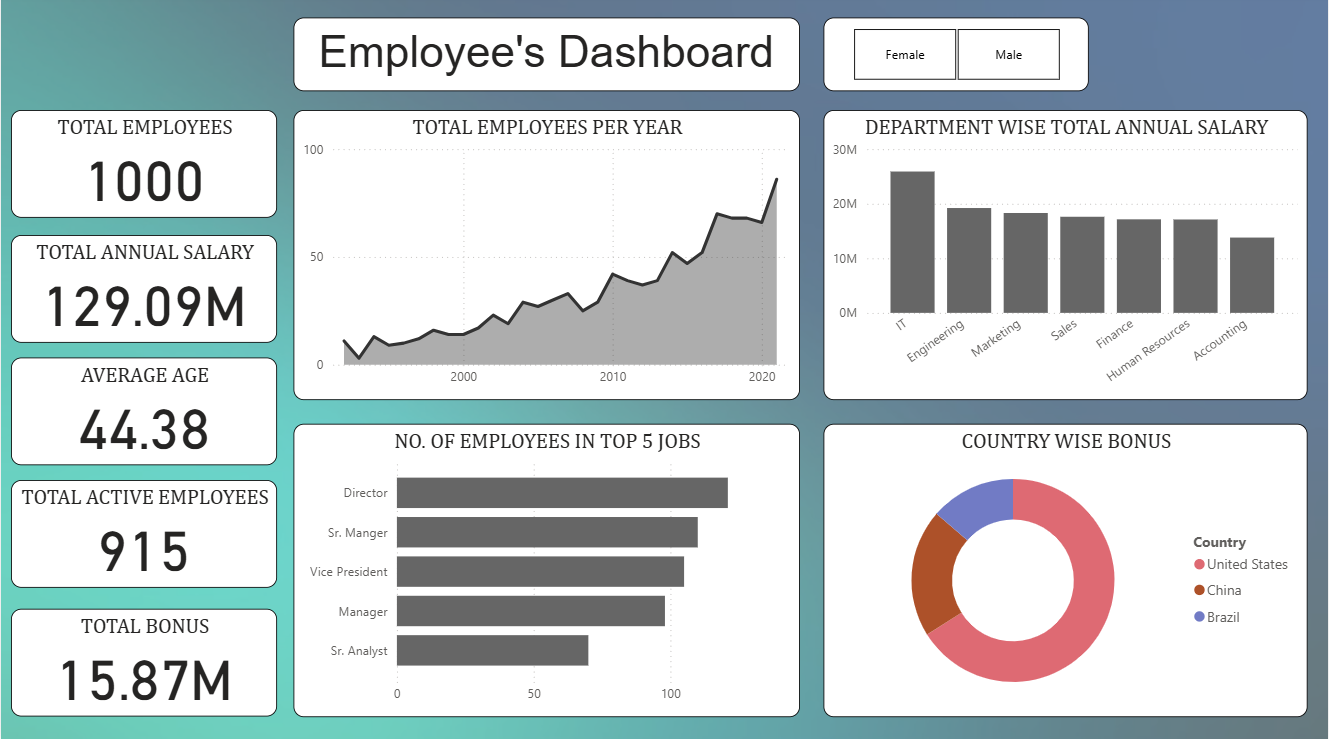 Employee's Dashboard
Female
Male
TOTAL EMPLOYEES
1000
TOTAL ANNUAL SALARY
129.09M
AVERAGE AGE
44.38
TOTAL ACTIVE EMPLOYEES
915
TOTAL BONUS
15.87M
TOTAL EMPLOYEES PER YEAR
100
50
0
2000
2010
2020
DEPARTMENT WISE TOTAL ANNUAL SALARY
30M
20M
10M
0M
IT
Engineering
Marketing
Sales
Finance
Human Resources
Accounting
NO. OF EMPLOYEES IN TOP 5 JOBS
Director
Sr. Manger
Vice President
Manager
Sr. Analyst
0
50
100
COUNTRY WISE BONUS
Country
United States
China
Brazil